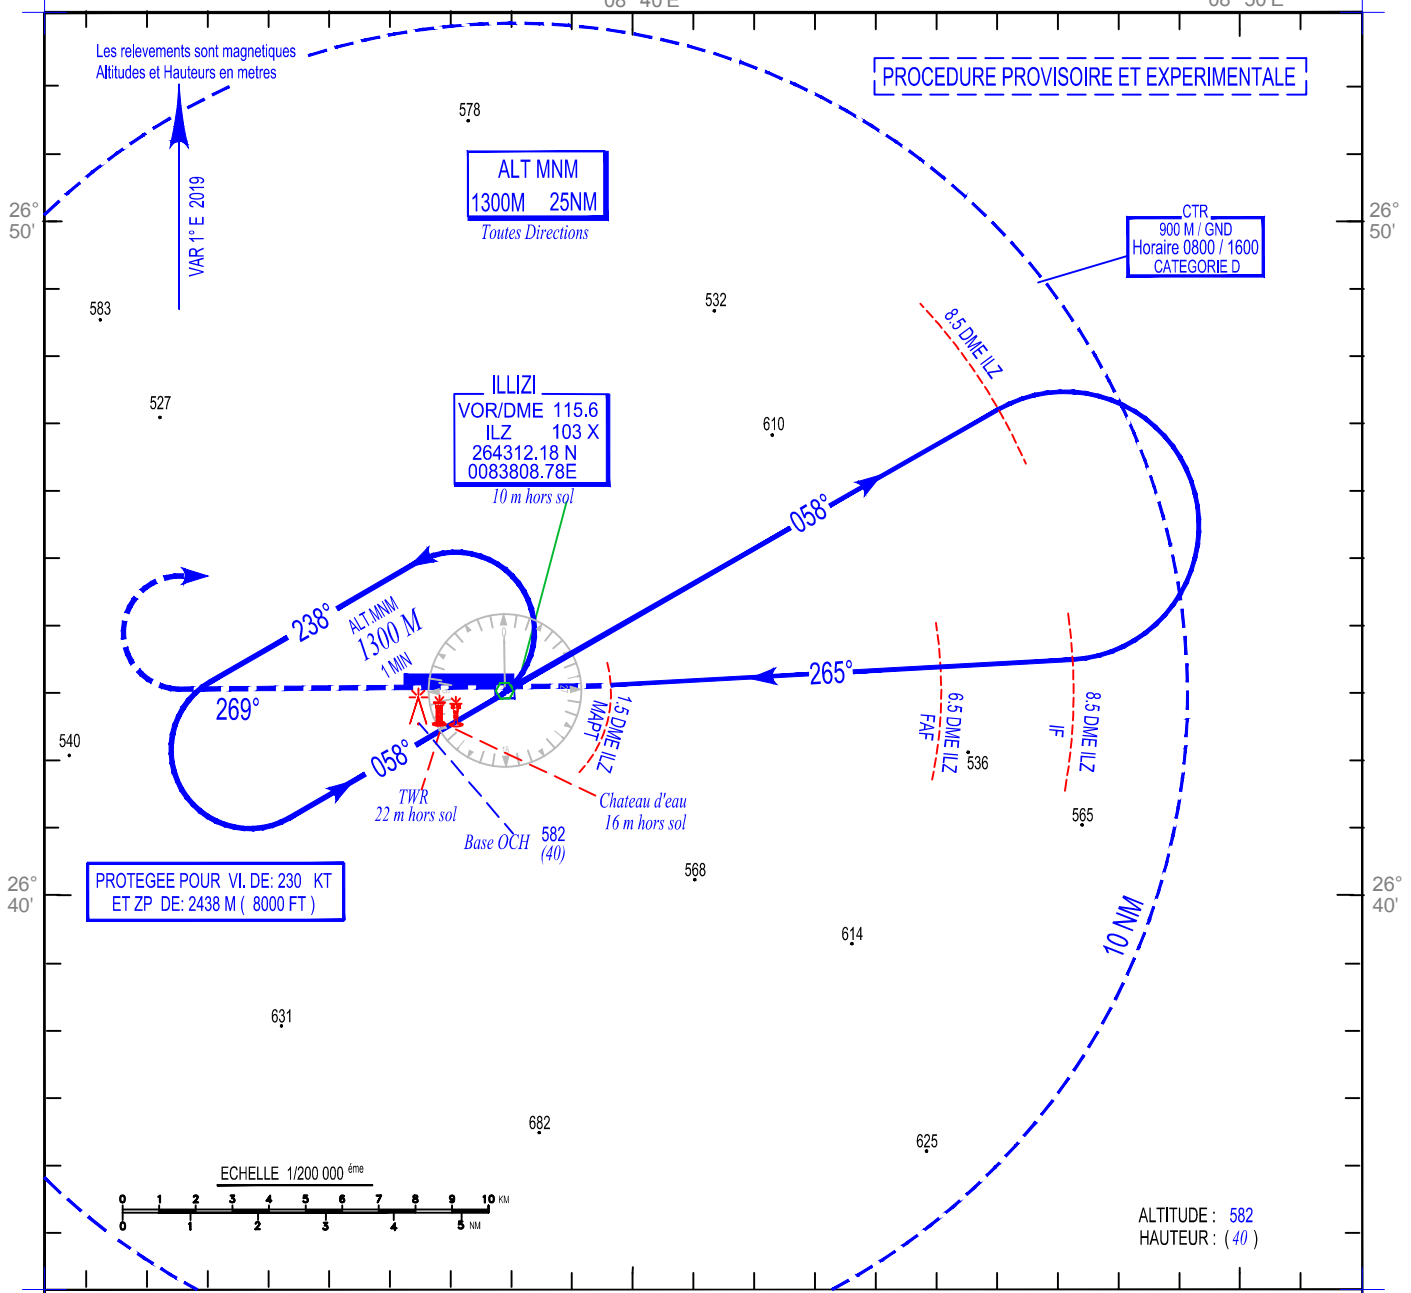 08° 40'E
08° 50'E
Les relevements sont magnetiques
Altitudes et Hauteurs en metres
PROCEDURE PROVISOIRE ET EXPERIMENTALE
578
ALT MNM
1300M 25NM
Toutes Directions
VAR 1° E 2019
26°
50'
26°
50'
CTR
900 M / GND
Horaire 0800 / 1600
CATEGORIE D
583
532
8.5 DME ILZ
ILLIZI
VOR/DME 115.6
ILZ 103 X
264312.18 N
0083808.78E
10 m hors sol
527
610
058°
238°
ALT.MNM
1300 M
1 MIN
265°
269°
1.5 DME ILZ
MAPT
6.5 DME ILZ
FAF
8.5 DME ILZ
IF
540
058°
536
TWR
22 m hors sol
Chateau d'eau
16 m hors sol
Base OCH 582
(40)
565
568
PROTEGEE POUR VI. DE: 230 KT
ET ZP DE: 2438 M ( 8000 FT )
26°
40'
26°
40'
614
10 NM
631
682
625
ECHELLE 1/200 000 éme
0 1 2 3 4 5 6 7 8 9 10 KM
0 1 2 3 4 5 NM
ALTITUDE : 582
HAUTEUR : ( 40 )